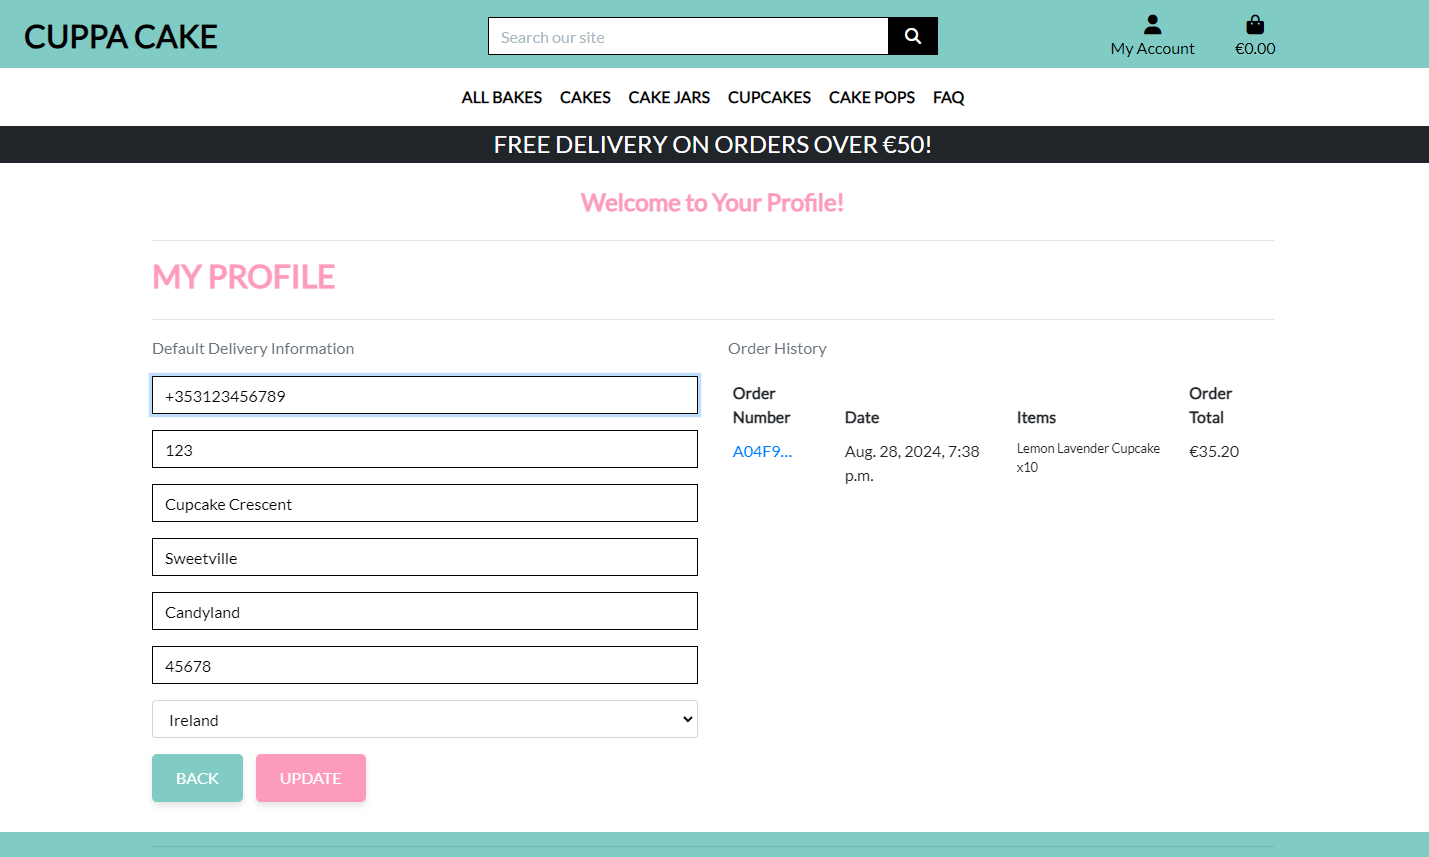 CUPPA CAKE
Search our site
My Account
€0.00
ALL BAKES CAKES CAKE JARS CUPCAKES CAKE POPS FAQ
FREE DELIVERY ON ORDERS OVER €50!
Welcome to Your Profile!
MY PROFILE
Default Delivery Information
+353123456789
123
Cupcake Crescent
Sweetville
Candyland
45678
Ireland
BACK UPDATE
Order History
Order
Number
Date
Items
Order
Total
A04F9...
Aug. 28, 2024, 7:38
p.m.
Lemon Lavender Cupcake
x10
€35.20